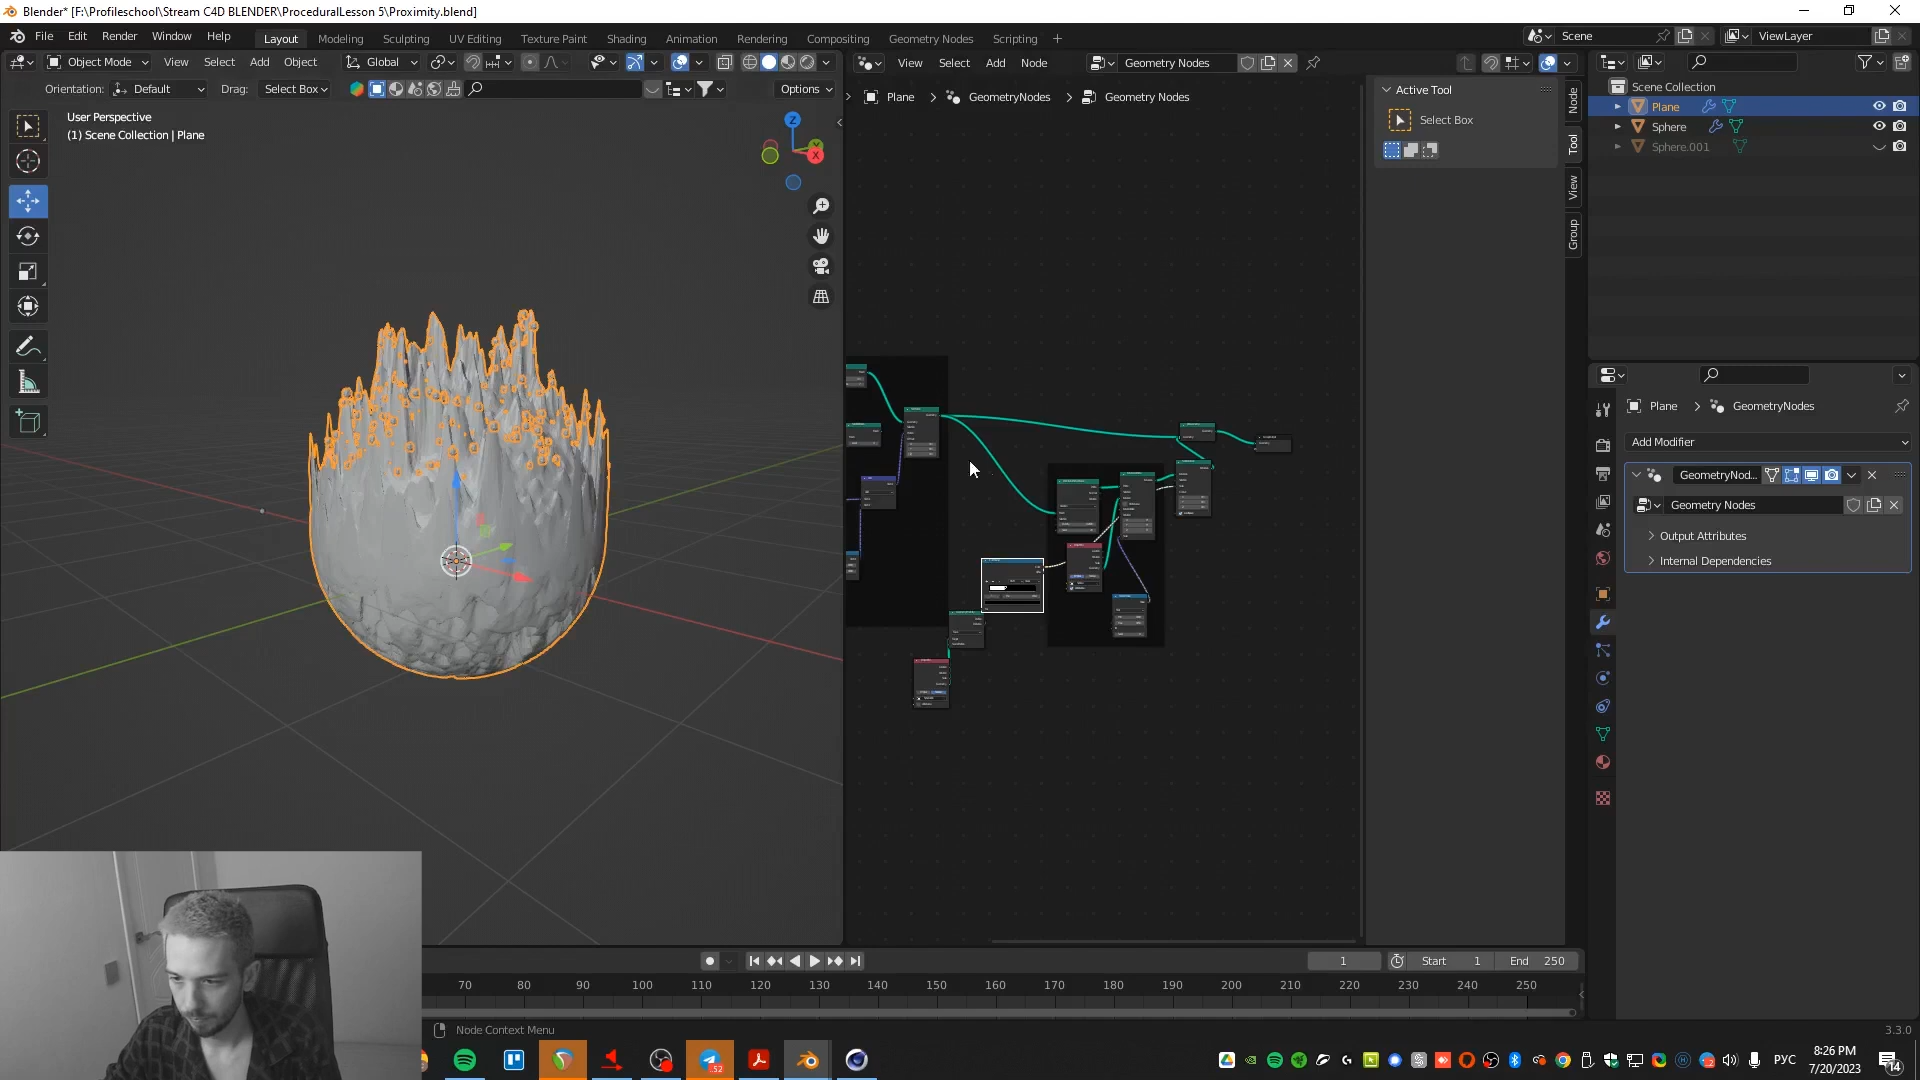 Blender* [F:\Profileschool\Stream C4D BLENDER\ProceduralLesson 5\Proximity.blend]
File Edit Render Window Help Layout Modeling Sculpting UV Editing Texture Paint Shading Animation Rendering Compositing Geometry Nodes Scripting + Scene ViewLayer
Object Mode View Select Add Object Global View Select Add Node Geometry Nodes
Orientation: Default Drag: Select Box Options
Plane > GeometryNodes > Geometry Nodes
User Perspective
(1) Scene Collection | Plane
Z
Y
X
Active Tool
Select Box
Node
Tool
View
Group
Scene Collection
Plane
Sphere
Sphere.001
Plane > GeometryNodes
Add Modifier
GeometryNod...
Geometry Nodes
Output Attributes
Internal Dependencies
1 Start 1 End 250
70 80 90 100 110 120 130 140 150 160 170 180 190 200 210 220 230 240 250
Node Context Menu
3.3.0
52
РУС
8:26 PM
7/20/2023
14